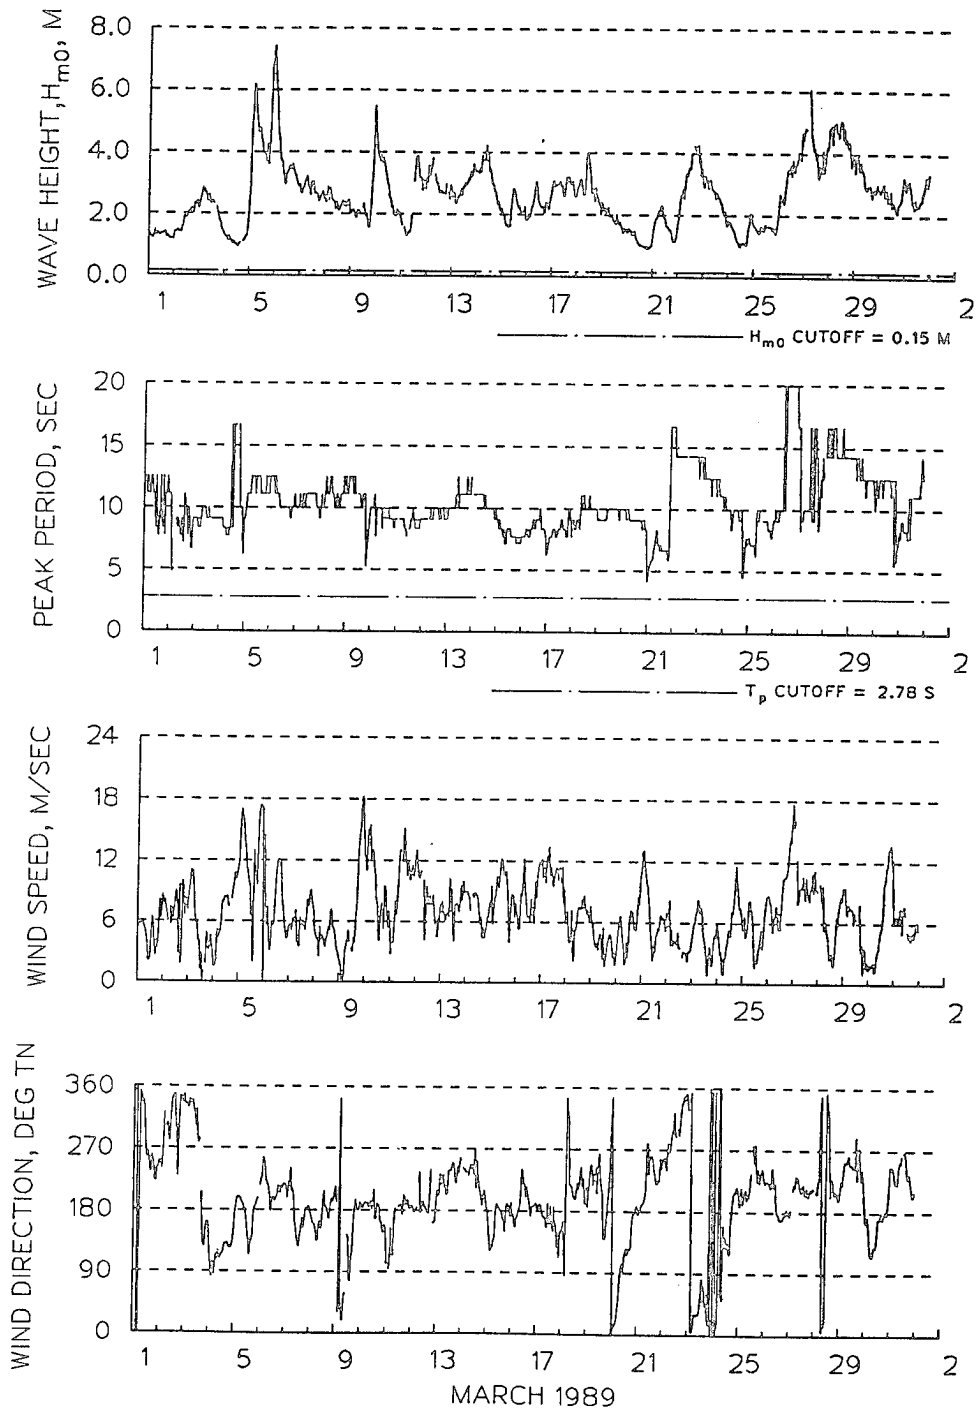 WAVE HEIGHT, Hm0, M
8.0
6.0
4.0
2.0
0.0
1 5 9 13 17 21 25 29 2
Hm0 CUTOFF = 0.15 M
PEAK PERIOD, SEC
20
15
10
5
0
1 5 9 13 17 21 25 29 2
Tp CUTOFF = 2.78 S
WIND SPEED, M/SEC
24
18
12
6
0
1 5 9 13 17 21 25 29 2
WIND DIRECTION, DEG TN
360
270
180
90
0
1 5 9 13 17 21 25 29 2
MARCH 1989